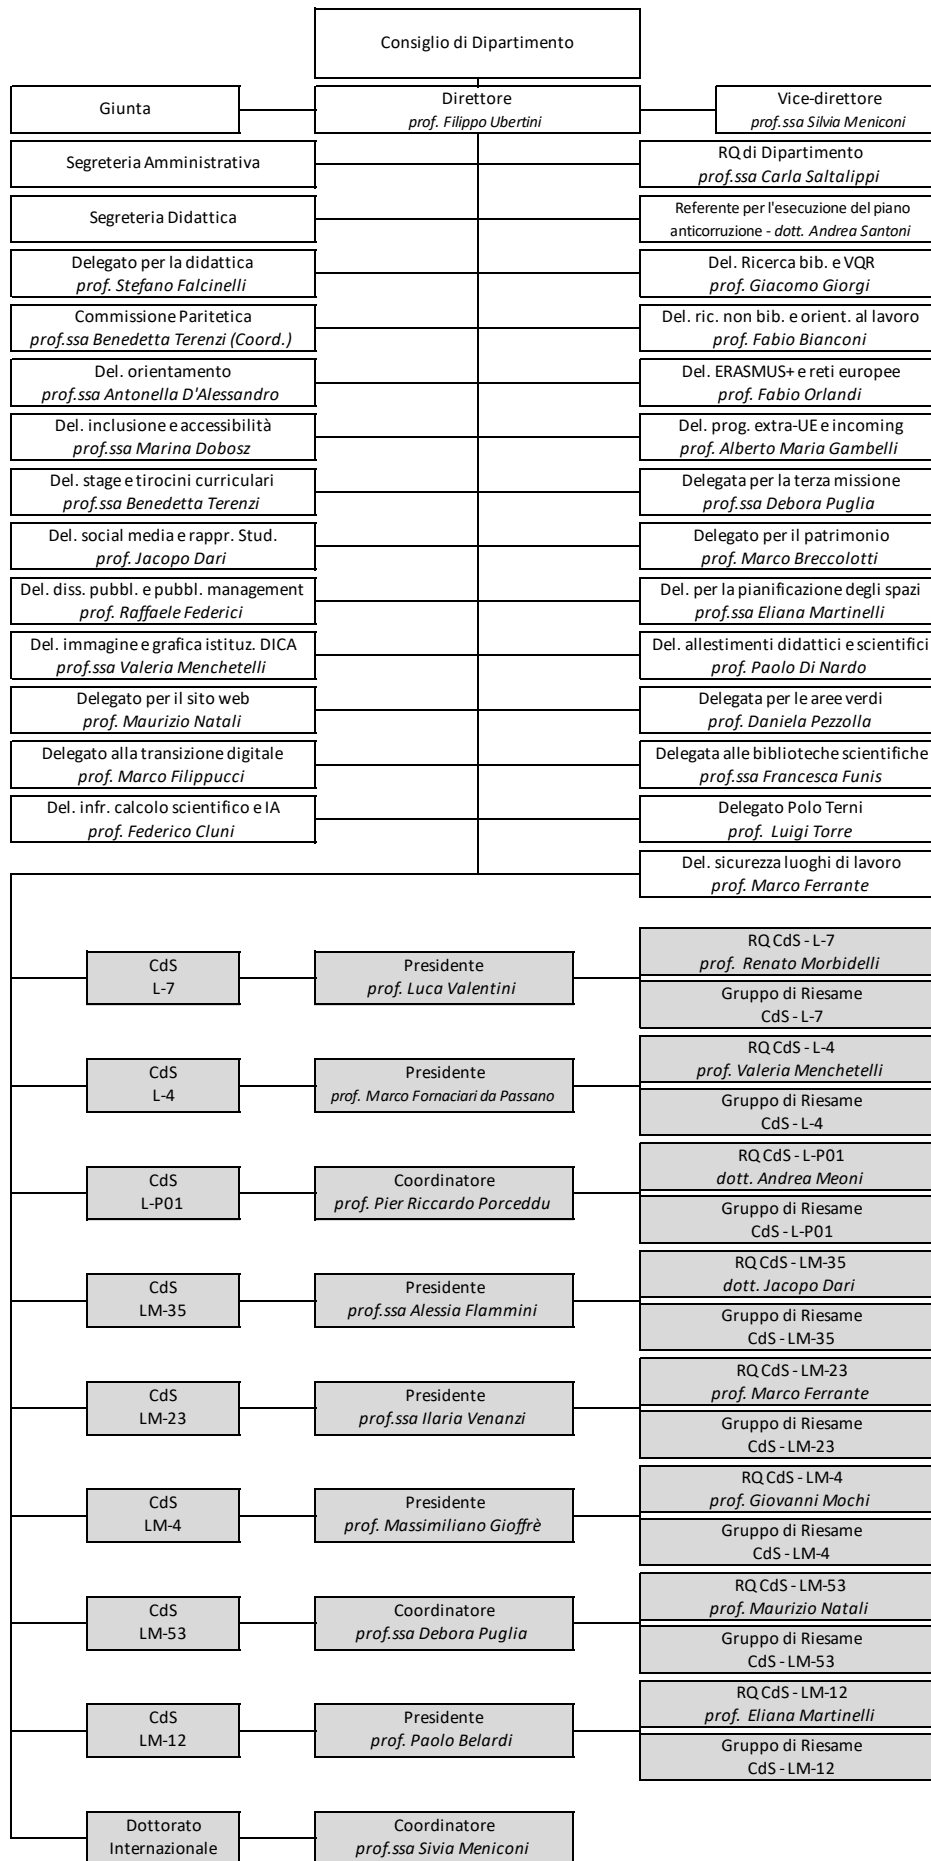 Consiglio di Dipartimento
Giunta
Direttore
prof. Filippo Ubertini
Vice-direttore
prof.ssa Silvia Meniconi
Segreteria Amministrativa
RQ di Dipartimento
prof.ssa Carla Saltalippi
Segreteria Didattica
Referente per l'esecuzione del piano
anticorruzione - dott. Andrea Santoni
Delegato per la didattica
prof. Stefano Falcinelli
Del. Ricerca bib. e VQR
prof. Giacomo Giorgi
Commissione Paritetica
prof.ssa Benedetta Terenzi (Coord.)
Del. ric. non bib. e orient. al lavoro
prof. Fabio Bianconi
Del. orientamento
prof.ssa Antonella D'Alessandro
Del. ERASMUS+ e reti europee
prof. Fabio Orlandi
Del. inclusione e accessibilità
prof.ssa Marina Dobosz
Del. prog. extra-UE e incoming
prof. Alberto Maria Gambelli
Del. stage e tirocini curriculari
prof.ssa Benedetta Terenzi
Delegata per la terza missione
prof.ssa Debora Puglia
Del. social media e rappr. Stud.
prof. Jacopo Dari
Delegato per il patrimonio
prof. Marco Breccolotti
Del. diss. pubbl. e pubbl. management
prof. Raffaele Federici
Del. per la pianificazione degli spazi
prof.ssa Eliana Martinelli
Del. immagine e grafica istituz. DICA
prof.ssa Valeria Menchetelli
Del. allestimenti didattici e scientifici
prof. Paolo Di Nardo
Delegato per il sito web
prof. Maurizio Natali
Delegata per le aree verdi
prof. Daniela Pezzolla
Delegato alla transizione digitale
prof. Marco Filippucci
Delegata alle biblioteche scientifiche
prof.ssa Francesca Funis
Del. infr. calcolo scientifico e IA
prof. Federico Cluni
Delegato Polo Terni
prof. Luigi Torre
Del. sicurezza luoghi di lavoro
prof. Marco Ferrante
CdS
L-7
Presidente
prof. Luca Valentini
RQ CdS - L-7
prof. Renato Morbidelli
Gruppo di Riesame
CdS - L-7
CdS
L-4
Presidente
prof. Marco Fornaciari da Passano
RQ CdS - L-4
prof. Valeria Menchetelli
Gruppo di Riesame
CdS - L-4
CdS
L-P01
Coordinatore
prof. Pier Riccardo Porceddu
RQ CdS - L-P01
dott. Andrea Meoni
Gruppo di Riesame
CdS - L-P01
CdS
LM-35
Presidente
prof.ssa Alessia Flammini
RQ CdS - LM-35
dott. Jacopo Dari
Gruppo di Riesame
CdS - LM-35
CdS
LM-23
Presidente
prof.ssa Ilaria Venanzi
RQ CdS - LM-23
prof. Marco Ferrante
Gruppo di Riesame
CdS - LM-23
CdS
LM-4
Presidente
prof. Massimiliano Gioffrè
RQ CdS - LM-4
prof. Giovanni Mochi
Gruppo di Riesame
CdS - LM-4
CdS
LM-53
Coordinatore
prof.ssa Debora Puglia
RQ CdS - LM-53
prof. Maurizio Natali
Gruppo di Riesame
CdS - LM-53
CdS
LM-12
Presidente
prof. Paolo Belardi
RQ CdS - LM-12
prof. Eliana Martinelli
Gruppo di Riesame
CdS - LM-12
Dottorato
Internazionale
Coordinatore
prof.ssa Sivia Meniconi